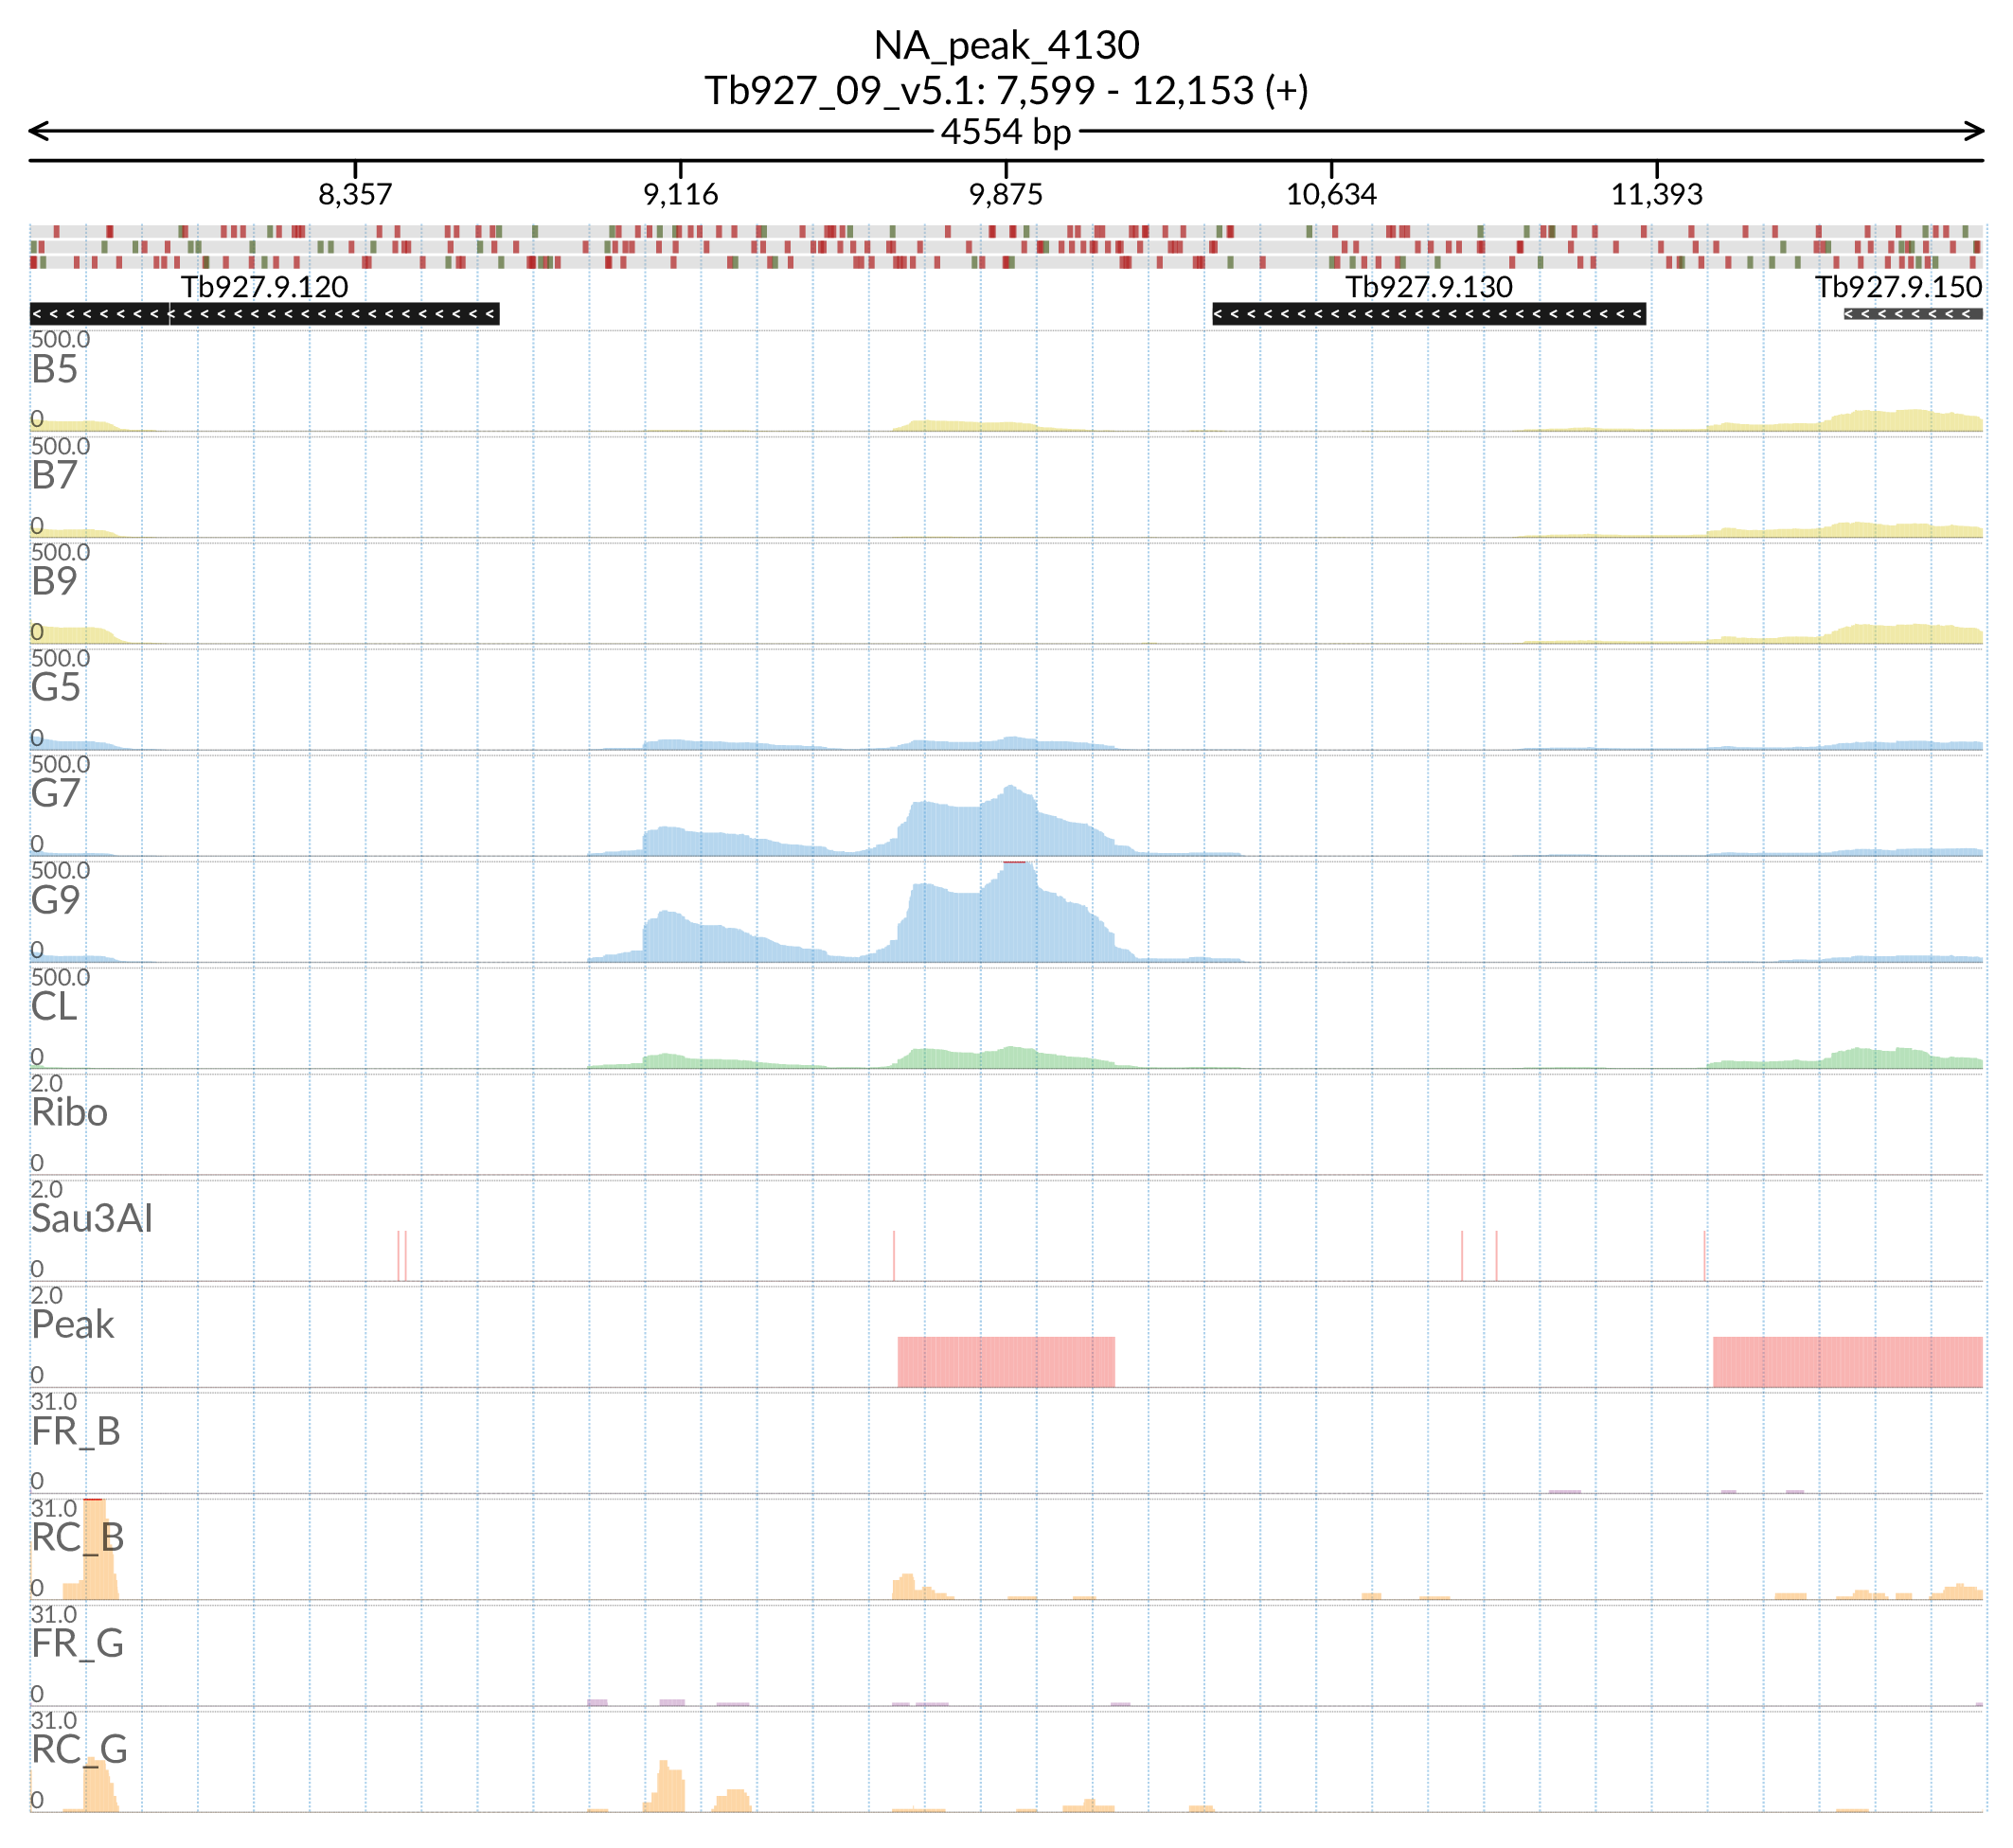 NA_peak_4130
Tb927_09_v5.1: 7,599 - 12,153 (+)
4554 bp
8,357 9,116 9,875 10,634 11,393
Tb927.9.120 Tb927.9.130 Tb927.9.150
500.0
B5
0
500.0
B7
0
500.0
B9
0
500.0
G5
0
500.0
G7
0
500.0
G9
0
500.0
CL
0
2.0
Ribo
0
2.0
Sau3AI
0
2.0
Peak
0
31.0
FR_B
0
31.0
RC_B
0
31.0
FR_G
0
31.0
RC_G
0